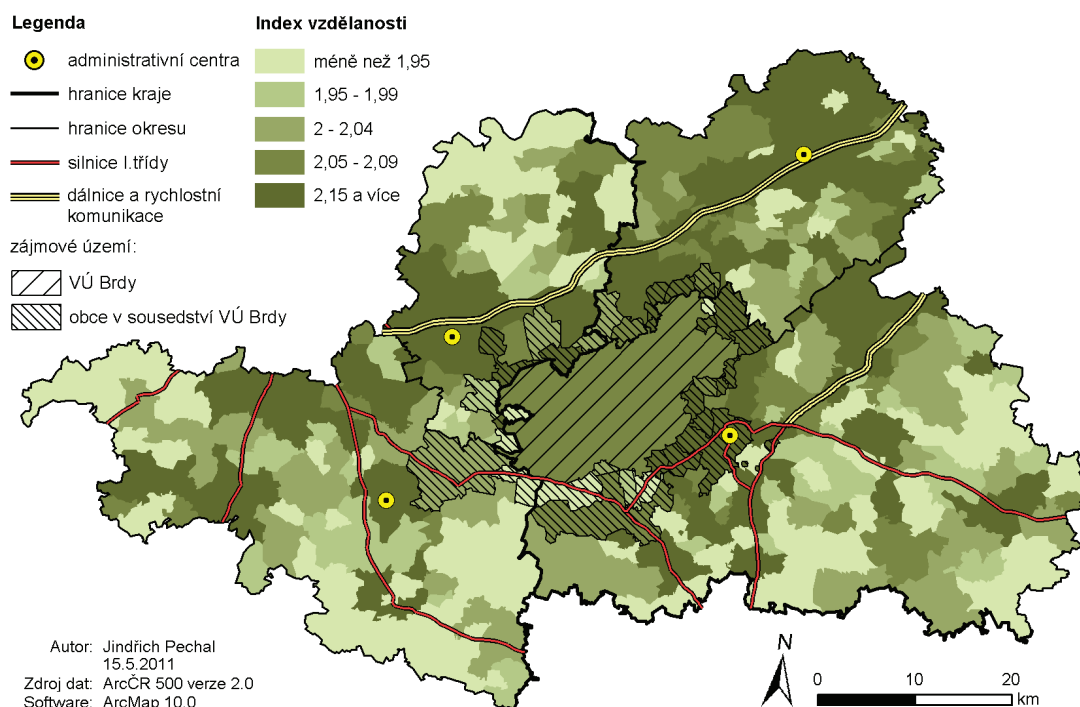 Legenda
administrativní centra
hranice kraje
hranice okresu
silnice I.třídy
dálnice a rychlostní
komunikace
zájmové území:
VÚ Brdy
obce v sousedství VÚ Brdy
Index vzdělanosti
méně než 1,95
1,95 - 1,99
2 - 2,04
2,05 - 2,09
2,15 a více
Autor: Jindřich Pechal
15.5.2011
Zdroj dat: ArcČR 500 verze 2.0
Software: ArcMap 10.0
N
0 10 20
km